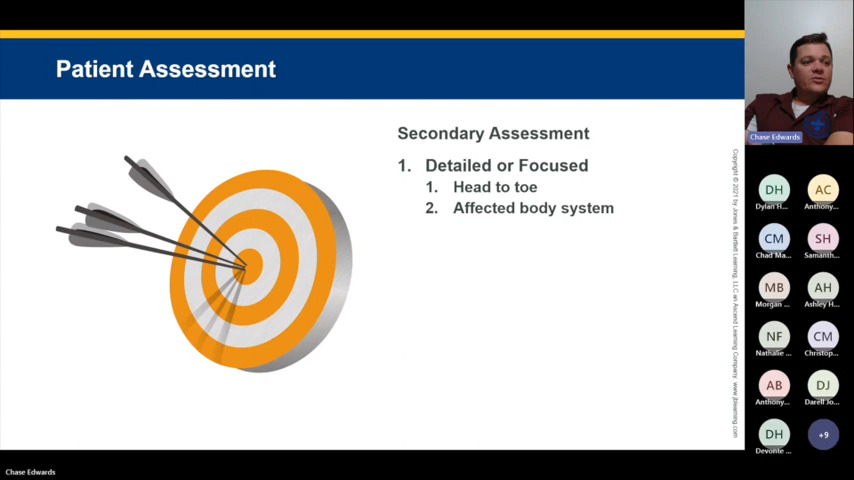 Patient Assessment
Secondary Assessment
1. Detailed or Focused
1. Head to toe
2. Affected body system
Copyright © 2021 by Jones & Bartlett Learning, LLC an Ascend Learning Company. www.jblearning.com
Chase Edwards
DH
Dylan H...
AC
Anthony...
CM
Chad Ma...
SH
Samanth...
MB
Morgan ...
AH
Ashley H...
NF
Nathalie ...
CM
Christop...
AB
Anthony...
DJ
Darell Jo...
DH
Devonte ...
+9
Chase Edwards